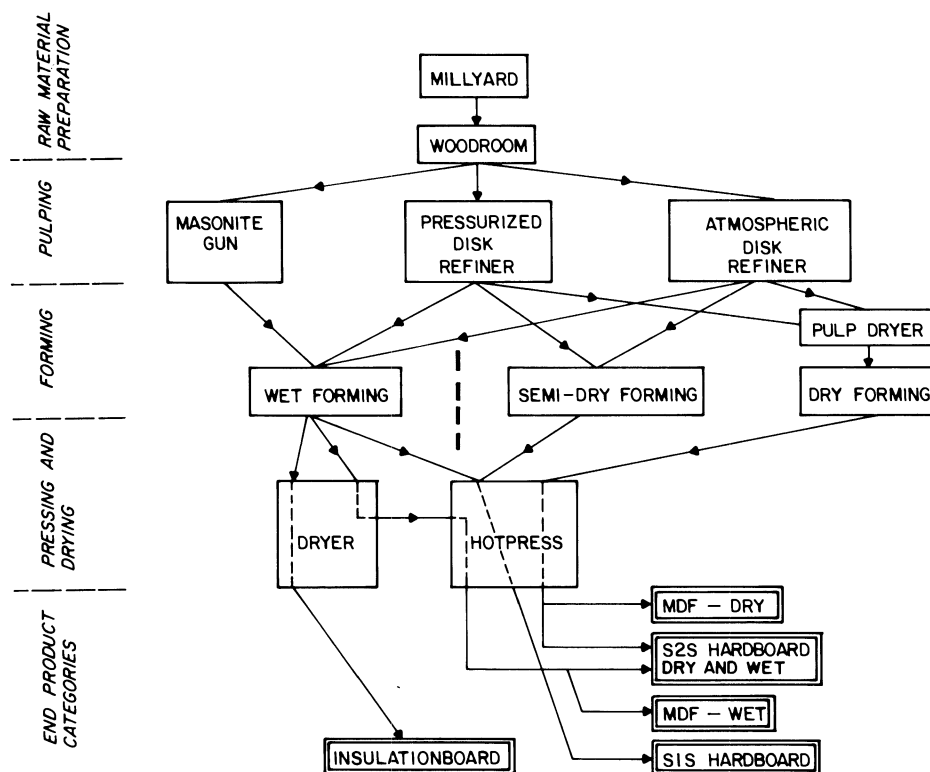 RAW MATERIAL
PREPARATION
MILLYARD
WOODROOM
PULPING
MASONITE
GUN
PRESSURIZED
DISK
REFINER
ATMOSPHERIC
DISK
REFINER
FORMING
PULP DRYER
WET FORMING
SEMI-DRY FORMING
DRY FORMING
PRESSING AND
DRYING
DRYER
HOTPRESS
END PRODUCT
CATEGORIES
MDF - DRY
S2S HARDBOARD
DRY AND WET
MDF - WET
INSULATIONBOARD
SIS HARDBOARD